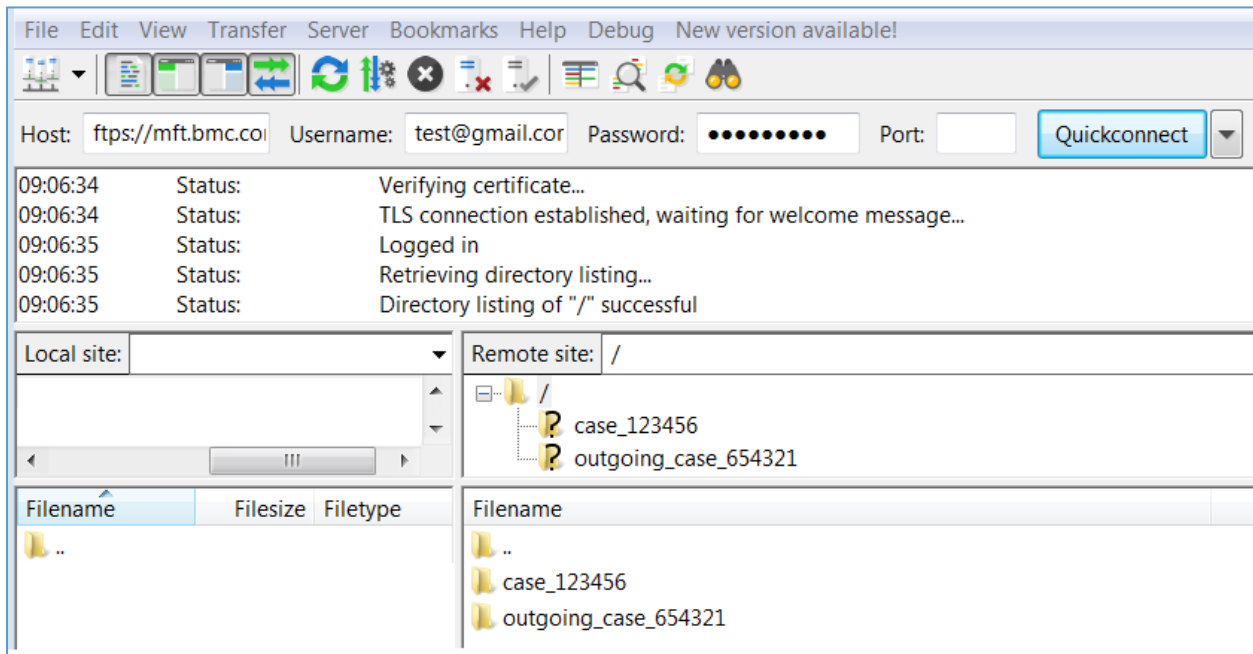 File Edit View Transfer Server Bookmarks Help Debug New version available!
Host: ftps://mft.bmc.co Username: test@gmail.cor Password: ●●●●●●●●● Port: Quickconnect
09:06:34 Status: Verifying certificate...
09:06:34 Status: TLS connection established, waiting for welcome message...
09:06:35 Status: Logged in
09:06:35 Status: Retrieving directory listing...
09:06:35 Status: Directory listing of "/" successful
Local site: Remote site: /
/
case_123456
outgoing_case_654321
Filename Filesize Filetype Filename
.. ..
case_123456
outgoing_case_654321